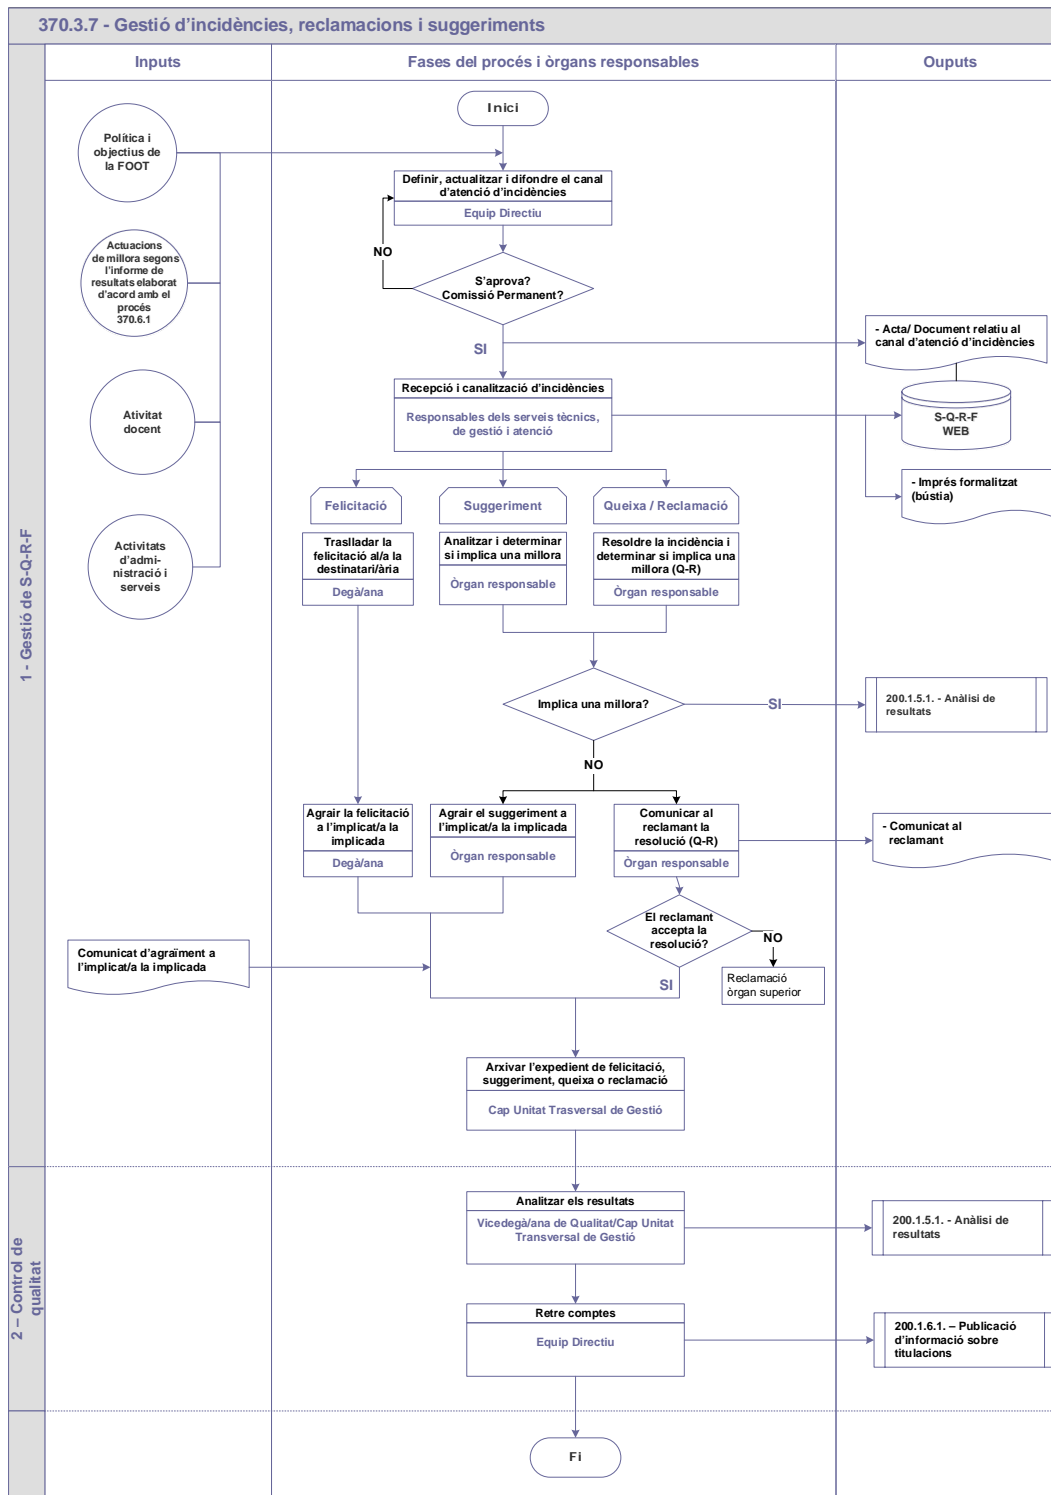 370.3.7 - Gestió d’incidències, reclamacions i suggeriments
Inputs
Fases del procés i òrgans responsables
Ouputs
1 - Gestió de S-Q-R-F
Inici
Política i
objectius de
la FOOT
Definir, actualitzar i difondre el canal
d’atenció d’incidències
Equip Directiu
NO
Actuacions
de millora segons
l’informe de
resultats elaborat
d’acord amb el
procés
370.6.1
S’aprova?
Comissió Permanent?
SI
- Acta/ Document relatiu al
canal d’atenció d’incidències
Recepció i canalització d’incidències
Responsables dels serveis tècnics,
de gestió i atenció
Ativitat
docent
S-Q-R-F
WEB
- Imprés formalitzat
(bústia)
Felicitació
Suggeriment
Queixa / Reclamació
Traslladar la
felicitació al/a la
destinatari/ària
Degà/ana
Analitzar i determinar
si implica una millora
Òrgan responsable
Resoldre la incidència i
determinar si implica una
millora (Q-R)
Òrgan responsable
Activitats
d’admi-
nistració i
serveis
Implica una millora?
SI
200.1.5.1. - Anàlisi de
resultats
NO
Agrair la felicitació
a l’implicat/a la
implicada
Degà/ana
Agrair el suggeriment a
l’implicat/a la implicada
Òrgan responsable
Comunicar al
reclamant la
resolució (Q-R)
Òrgan responsable
- Comunicat al
reclamant
El reclamant
accepta la
resolució?
NO
SI
Reclamació
òrgan superior
Comunicat d’agraïment a
l’implicat/a la implicada
Arxivar l’expedient de felicitació,
suggeriment, queixa o reclamació
Cap Unitat Trasversal de Gestió
2 – Control de
qualitat
Analitzar els resultats
Vicedegà/ana de Qualitat/Cap Unitat
Transversal de Gestió
200.1.5.1. - Anàlisi de
resultats
Retre comptes
Equip Directiu
200.1.6.1. – Publicació
d’informació sobre
titulacions
Fi